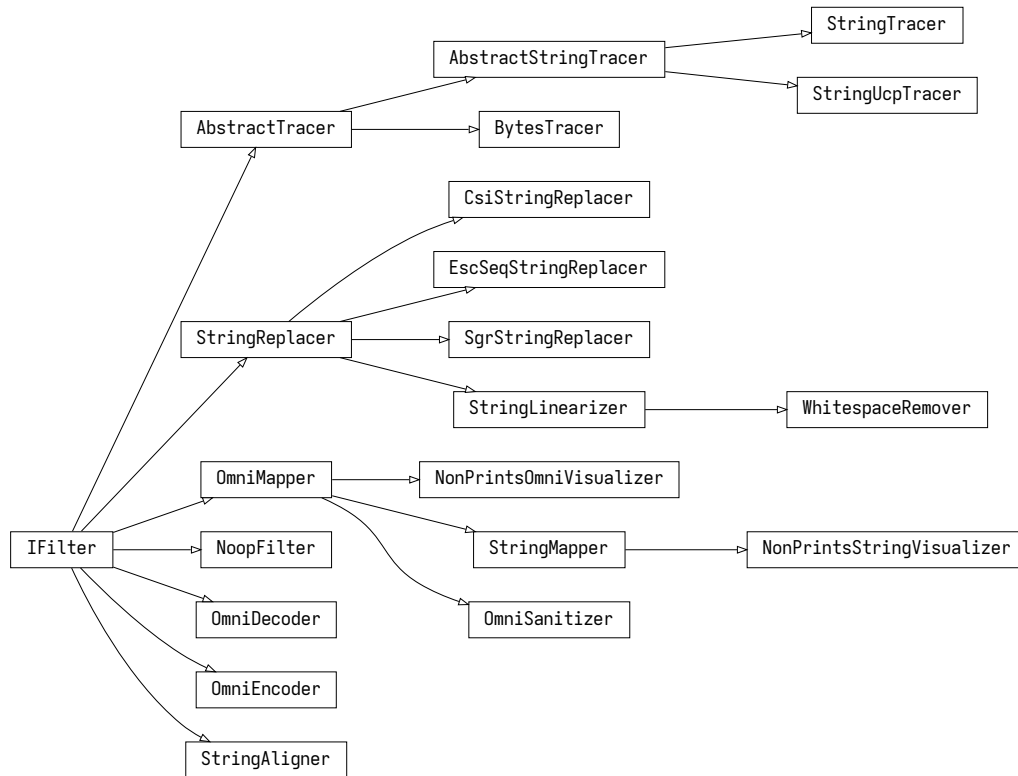 StringTracer
AbstractStringTracer
StringUcpTracer
AbstractTracer
BytesTracer
CsiStringReplacer
EscSeqStringReplacer
StringReplacer
SgrStringReplacer
StringLinearizer
WhitespaceRemover
OmniMapper
NonPrintsOmniVisualizer
IFilter
NoopFilter
StringMapper
NonPrintsStringVisualizer
OmniDecoder
OmniSanitizer
OmniEncoder
StringAligner